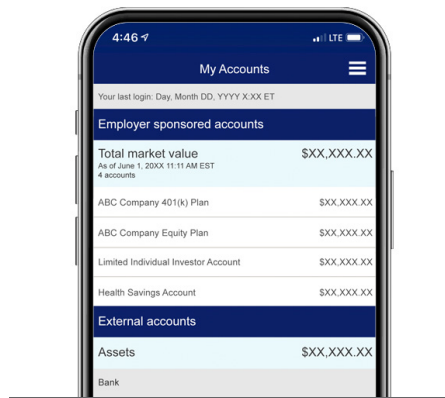 4:46
LTE
My Accounts
Your last login: Day, Month DD, YYYY X:XX ET
Employer sponsored accounts
Total market value $XX,XXX.XX
As of June 1, 20XX 11:11 AM EST
4 accounts
ABC Company 401(k) Plan $XX,XXX.XX
ABC Company Equity Plan $XX,XXX.XX
Limited Individual Investor Account $XX,XXX.XX
Health Savings Account $XX,XXX.XX
External accounts
Assets $XX,XXX.XX
Bank